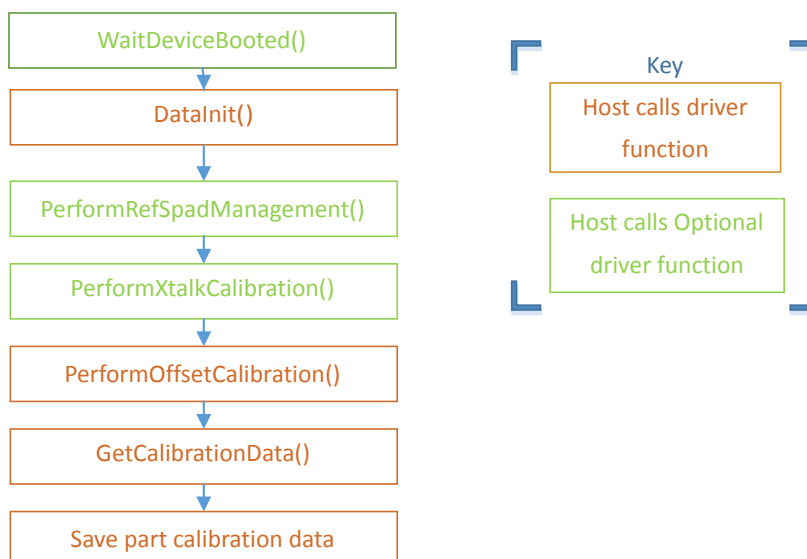 WaitDeviceBooted()
DataInit()
PerformRefSpadManagement()
PerformXtalkCalibration()
PerformOffsetCalibration()
GetCalibrationData()
Save part calibration data
Key
Host calls driver
function
Host calls Optional
driver function